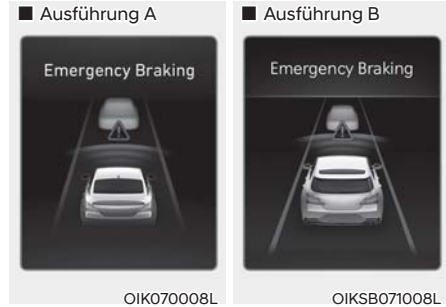 ■ Ausführung A
Emergency Braking
OIK070008L
■ Ausführung B
Emergency Braking
OIKSB071008L